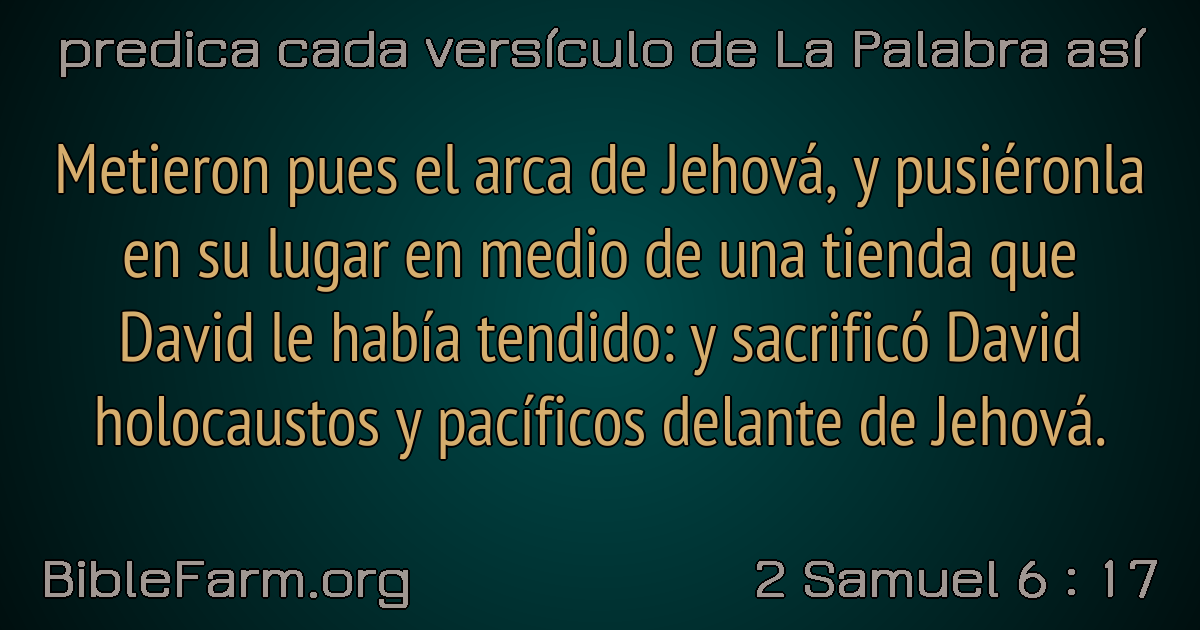 predica cada versículo de La Palabra así
Metieron pues el arca de Jehová, y pusiéronla
en su lugar en medio de una tienda que
David le había tendido: y sacrificó David
holocaustos y pacíficos delante de Jehová.
BibleFarm.org
2 Samuel 6 : 17